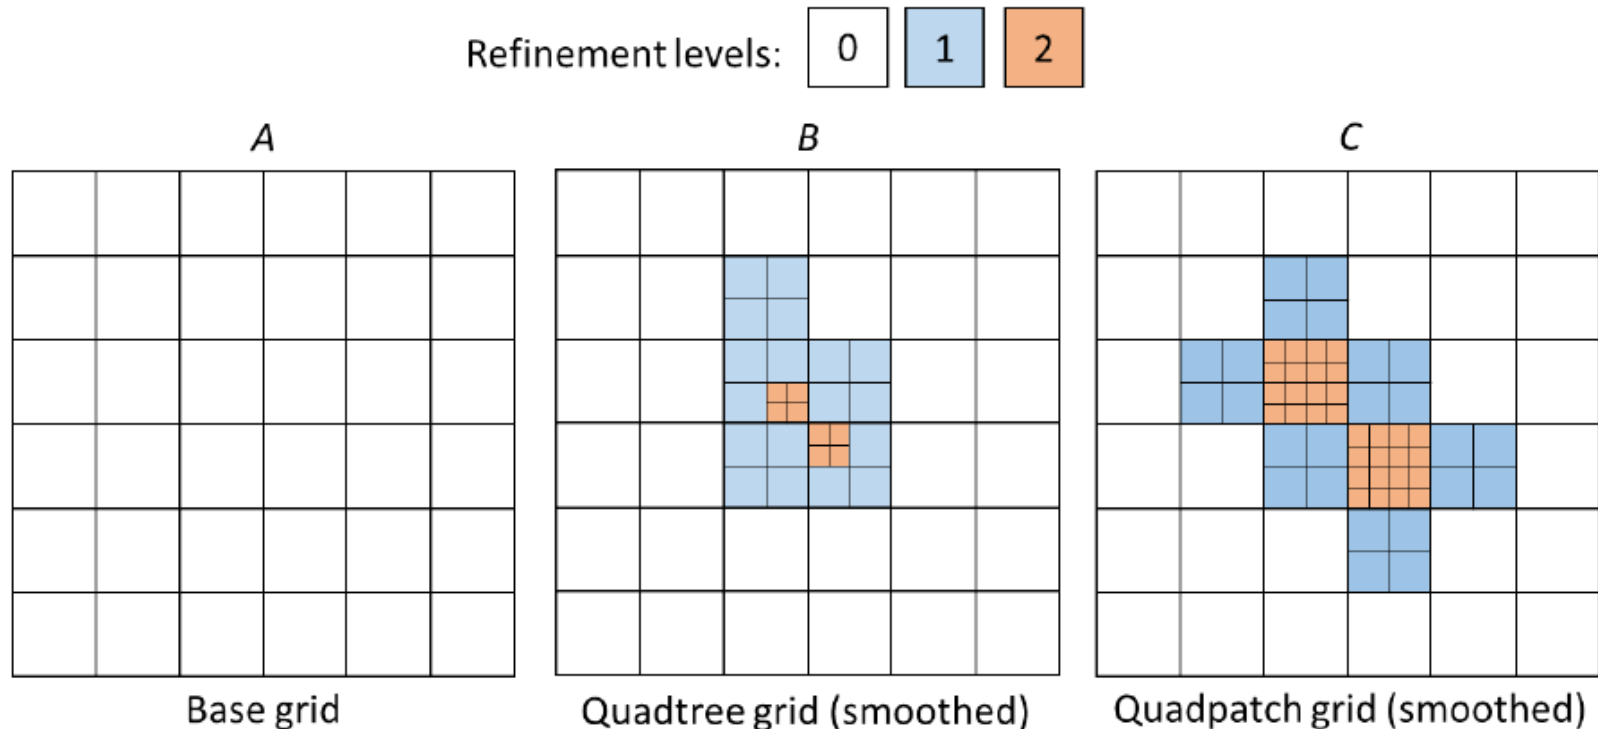 Refinement levels: 0 1 2
A B C
Base grid Quadtree grid (smoothed) Quadpatch grid (smoothed)